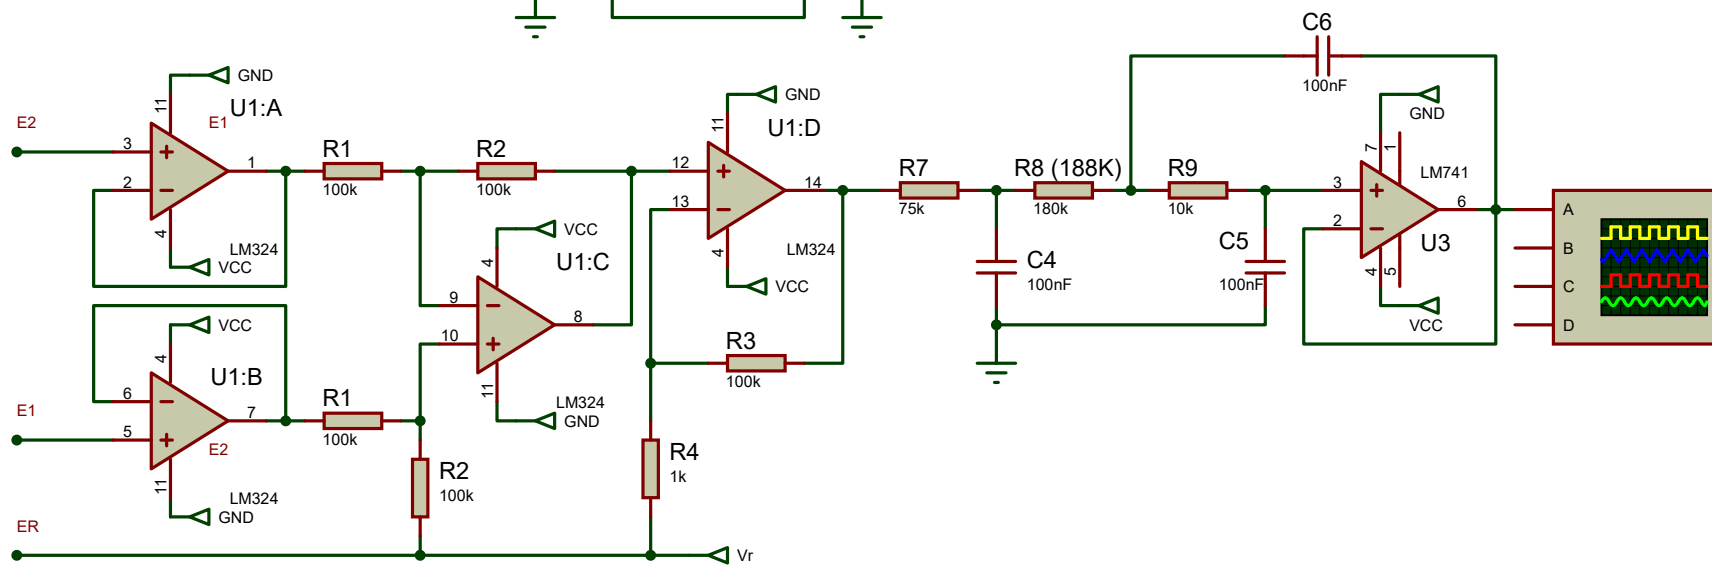 C6
100nF
GND
11
U1:A
E2
E1
3
2
1
4
LM324
VCC
R1
100k
R2
100k
GND
11
U1:D
12
13
14
4
LM324
VCC
R7
75k
R8 (188K)
180k
R9
10k
GND
7
1
LM741
3
2
6
U3
4
5
VCC
A
B
C
D
C4
100nF
C5
100nF
VCC
4
U1:C
9
10
8
11
LM324
GND
R3
100k
R4
1k
VCC
4
U1:B
6
5
7
E1
E2
11
LM324
GND
R1
100k
R2
100k
ER
Vr